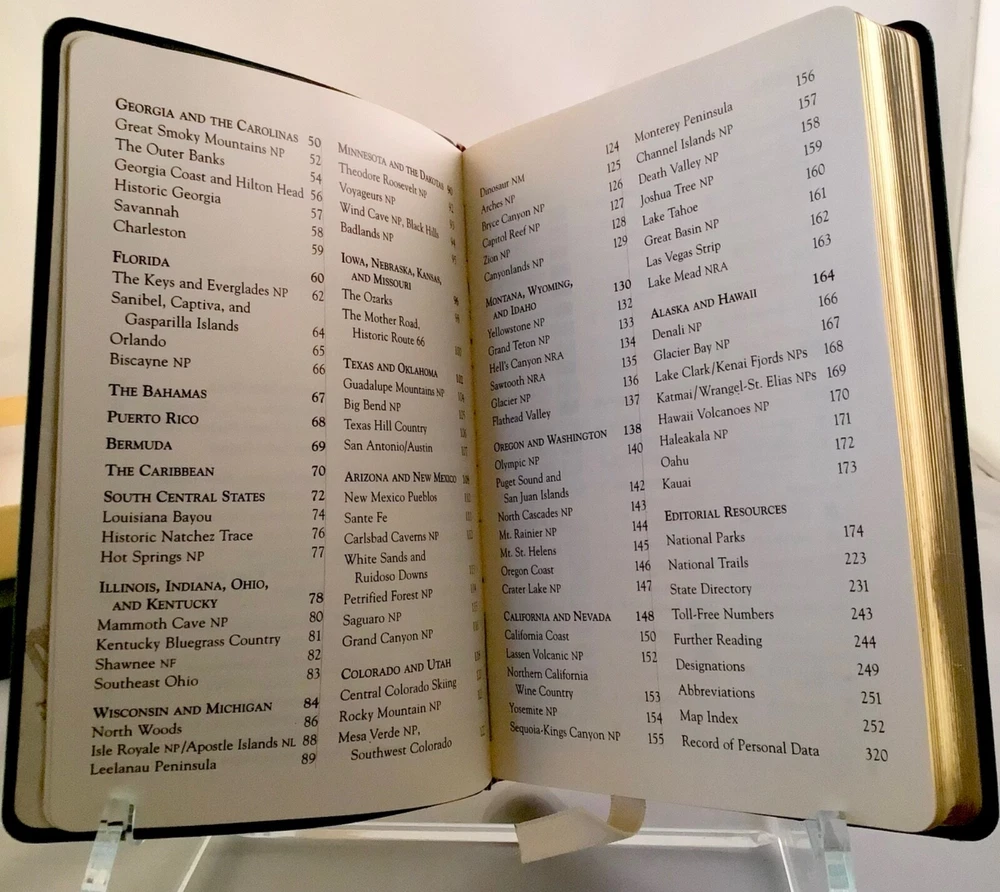 GEORGIA AND THE CAROLINAS 50
Great Smoky Mountains NP 52
The Outer Banks 54
Georgia Coast and Hilton Head 56
Historic Georgia 57
Savannah 58
Charleston 59
FLORIDA 60
The Keys and Everglades NP 62
Sanibel, Captiva, and
Gasparilla Islands 64
Orlando 65
Biscayne NP 66
THE BAHAMAS 67
PUERTO RICO 68
BERMUDA 69
THE CARIBBEAN 70
SOUTH CENTRAL STATES 72
Louisiana Bayou 74
Historic Natchez Trace 76
Hot Springs NP 77
ILLINOIS, INDIANA, OHIO,
AND KENTUCKY 78
Mammoth Cave NP 80
Kentucky Bluegrass Country 81
Shawnee NF 82
Southeast Ohio 83
WISCONSIN AND MICHIGAN 84
North Woods 86
Isle Royale NP/Apostle Islands NL 88
Leelanau Peninsula 89
MINNESOTA AND THE DAKOTAS 90
Theodore Roosevelt NP 92
Voyageurs NP 93
Wind Cave NP, Black Hills 94
Badlands NP 95
IOWA, NEBRASKA, KANSAS,
AND MISSOURI 96
The Ozarks 98
The Mother Road,
Historic Route 66
TEXAS AND OKLAHOMA 102
Guadalupe Mountains NP 104
Big Bend NP 105
Texas Hill Country 106
San Antonio/Austin 107
ARIZONA AND NEW MEXICO 108
New Mexico Pueblos
Sante Fe
Carlsbad Caverns NP
White Sands and
Ruidoso Downs
Petrified Forest NP
Saguaro NP
Grand Canyon NP
COLORADO AND UTAH
Central Colorado Skiing
Rocky Mountain NP
Mesa Verde NP,
Southwest Colorado
Dinosaur NM 124
Arches NP 125
Bryce Canyon NP 126
Capitol Reef NP 127
Zion NP 128
Canyonlands NP 129
MONTANA, WYOMING,
AND IDAHO 130
Yellowstone NP 132
Grand Teton NP 133
Hell's Canyon NRA 134
Sawtooth NRA 135
Glacier NP 136
Flathead Valley 137
OREGON AND WASHINGTON 138
Olympic NP 140
Puget Sound and
San Juan Islands 142
North Cascades NP 143
Mt. Rainier NP 144
Mt. St. Helens 145
Oregon Coast 146
Crater Lake NP 147
CALIFORNIA AND NEVADA 148
California Coast 150
Lassen Volcanic NP 152
Northern California
Wine Country 153
Yosemite NP 154
Sequoia-Kings Canyon NP 155
Monterey Peninsula 156
Channel Islands NP 157
Death Valley NP 158
Joshua Tree NP 159
Lake Tahoe 160
Great Basin NP 161
Las Vegas Strip 162
Lake Mead NRA 163
ALASKA AND HAWAII 164
Denali NP 166
Glacier Bay NP 167
Lake Clark/Kenai Fjords NPs 168
Katmai/Wrangel-St. Elias NPs 169
Hawaii Volcanoes NP 170
Haleakala NP 171
Oahu 172
Kauai 173
EDITORIAL RESOURCES
National Parks 174
National Trails 223
State Directory 231
Toll-Free Numbers 243
Further Reading 244
Designations 249
Abbreviations 251
Map Index 252
Record of Personal Data 320